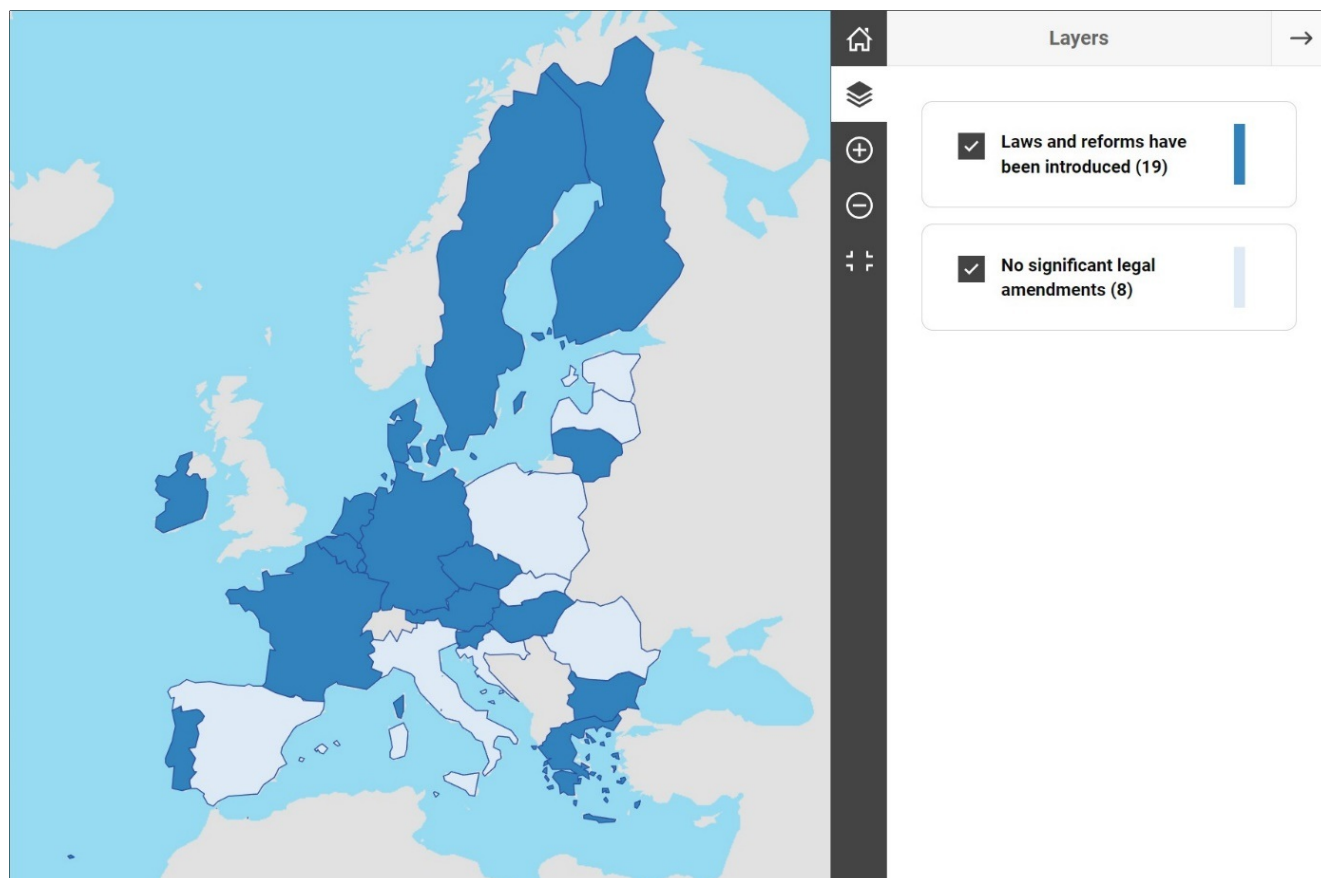 Layers
Laws and reforms have
been introduced (19)
No significant legal
amendments (8)